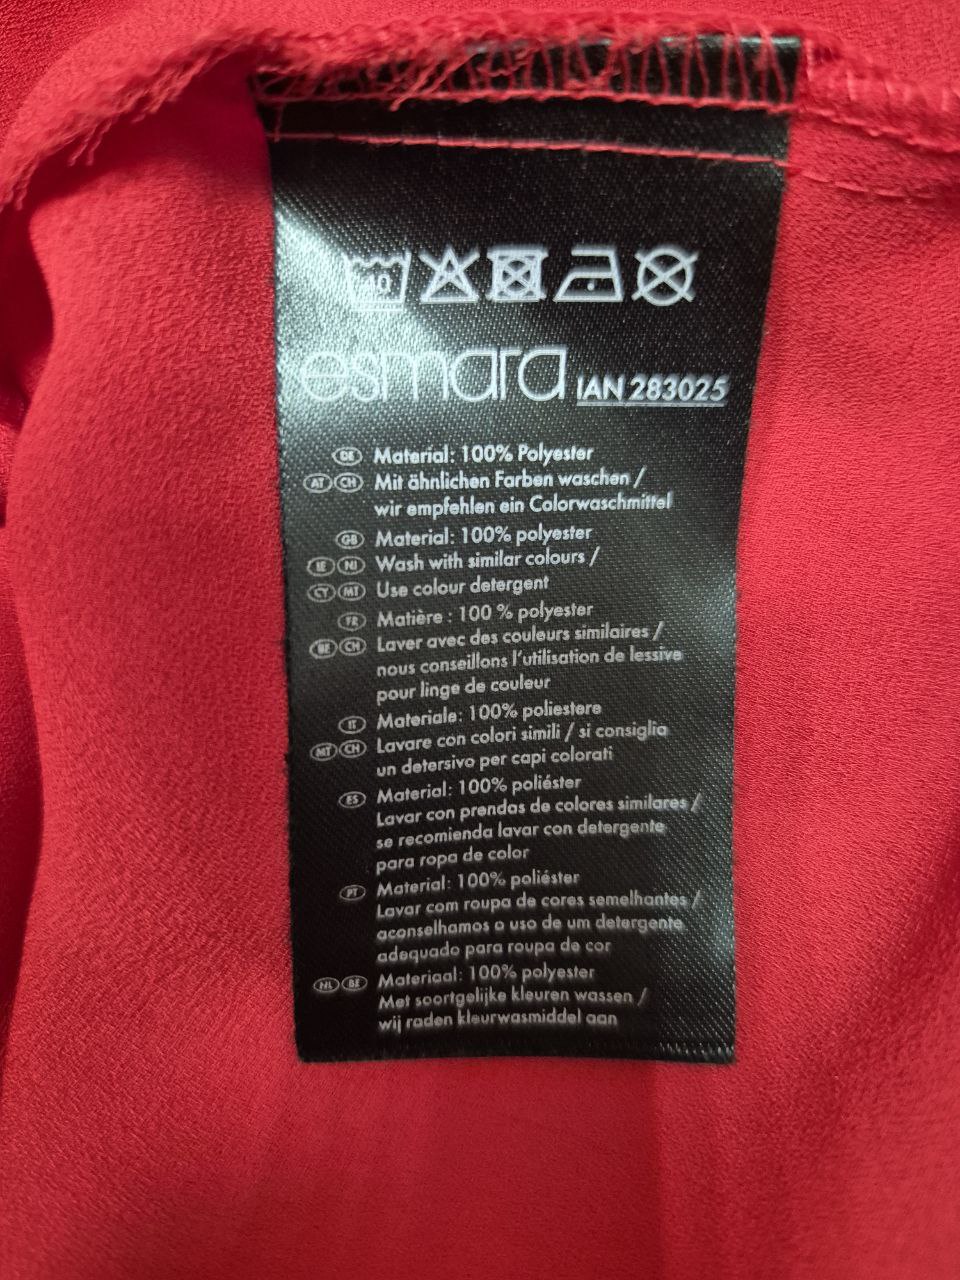 40
esmara IAN 283025
DE Material: 100% Polyester
AT CH Mit ähnlichen Farben waschen /
wir empfehlen ein Colorwaschmittel
GB Material: 100% polyester
IE NI Wash with similar colours /
CY MT Use colour detergent
FR Matière : 100 % polyester
BE CH Laver avec des couleurs similaires /
nous conseillons l'utilisation de lessive
pour linge de couleur
IT Materiale: 100% poliestere
MT CH Lavare con colori simili / si consiglia
un detersivo per capi colorati
ES Material: 100% poliéster
Lavar con prendas de colores similares /
se recomienda lavar con detergente
para ropa de color
PT Material: 100% poliéster
Lavar com roupa de cores semelhantes /
aconselhamos o uso de um detergente
adequado para roupa de cor
NL BE Materiaal: 100% polyester
Met soortgelijke kleuren wassen /
wij raden kleurwasmiddel aan